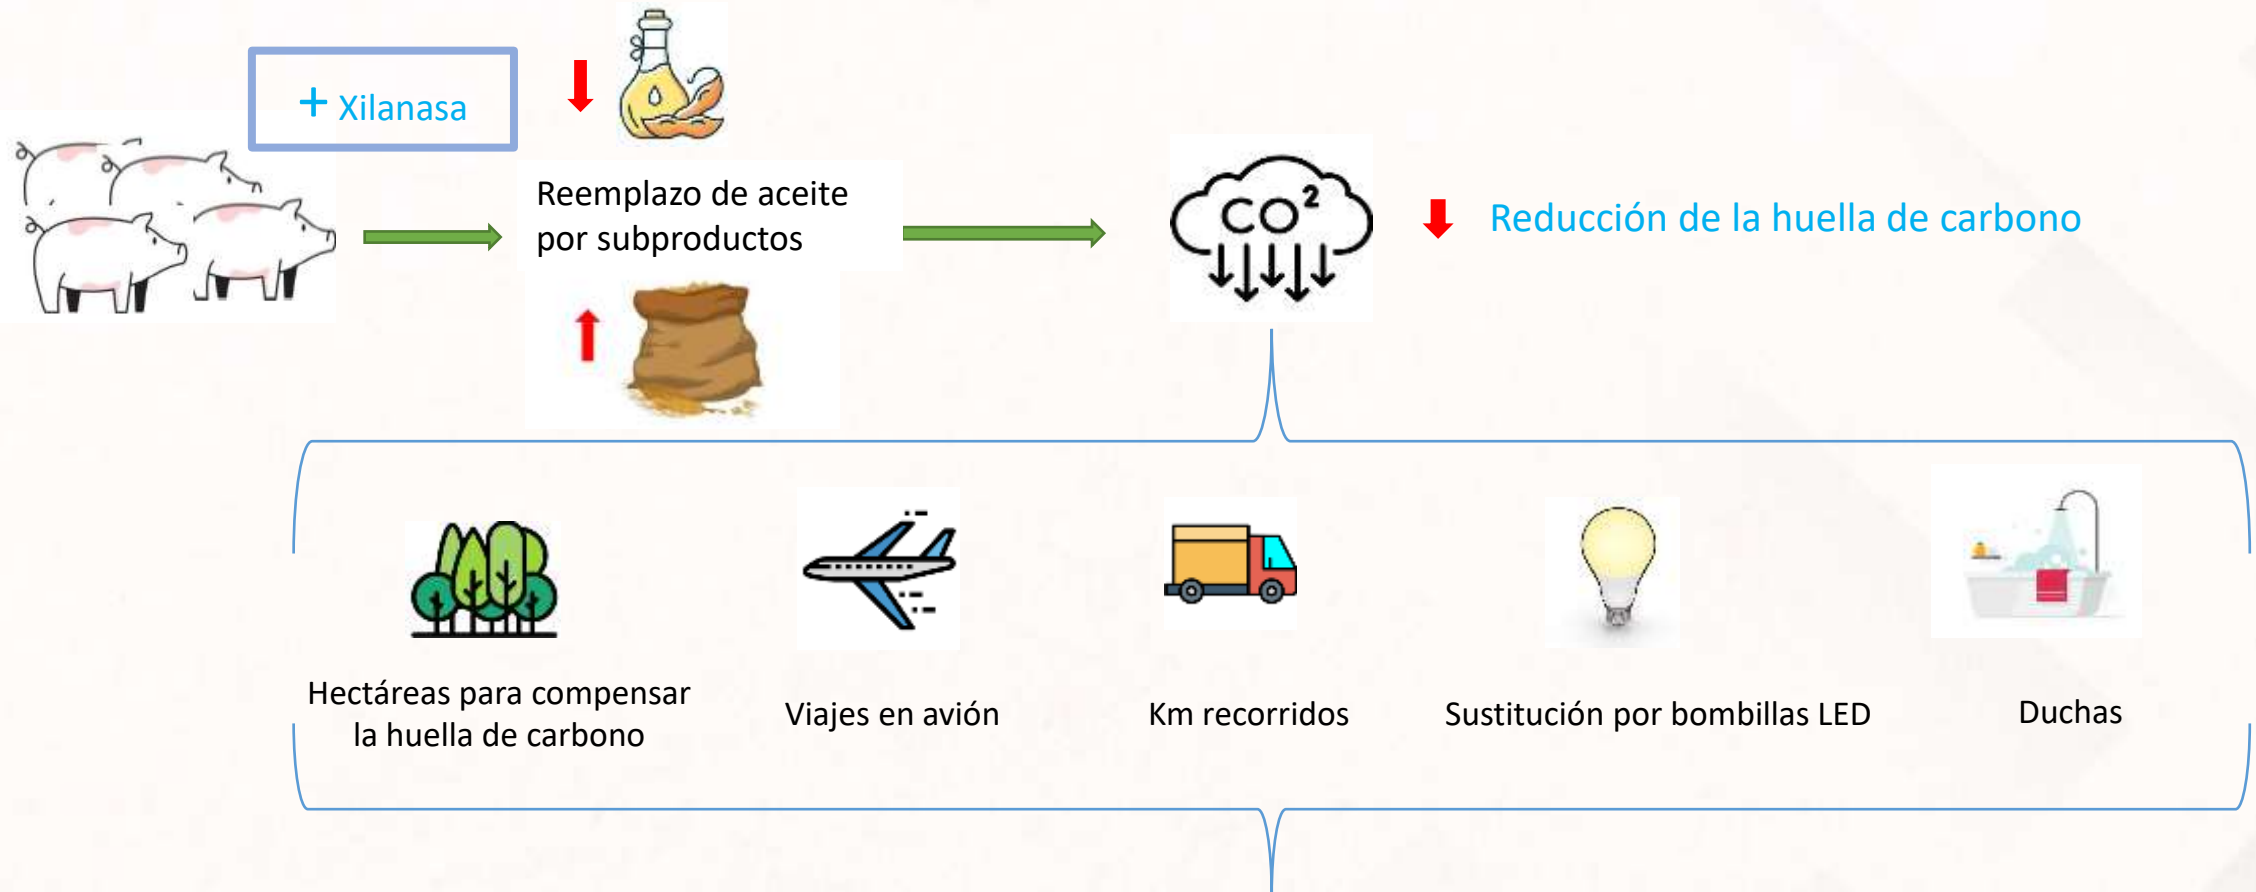 + Xilanasa
Reemplazo de aceite
por subproductos
CO²
Reducción de la huella de carbono
Hectáreas para compensar
la huella de carbono
Viajes en avión
Km recorridos
Sustitución por bombillas LED
Duchas